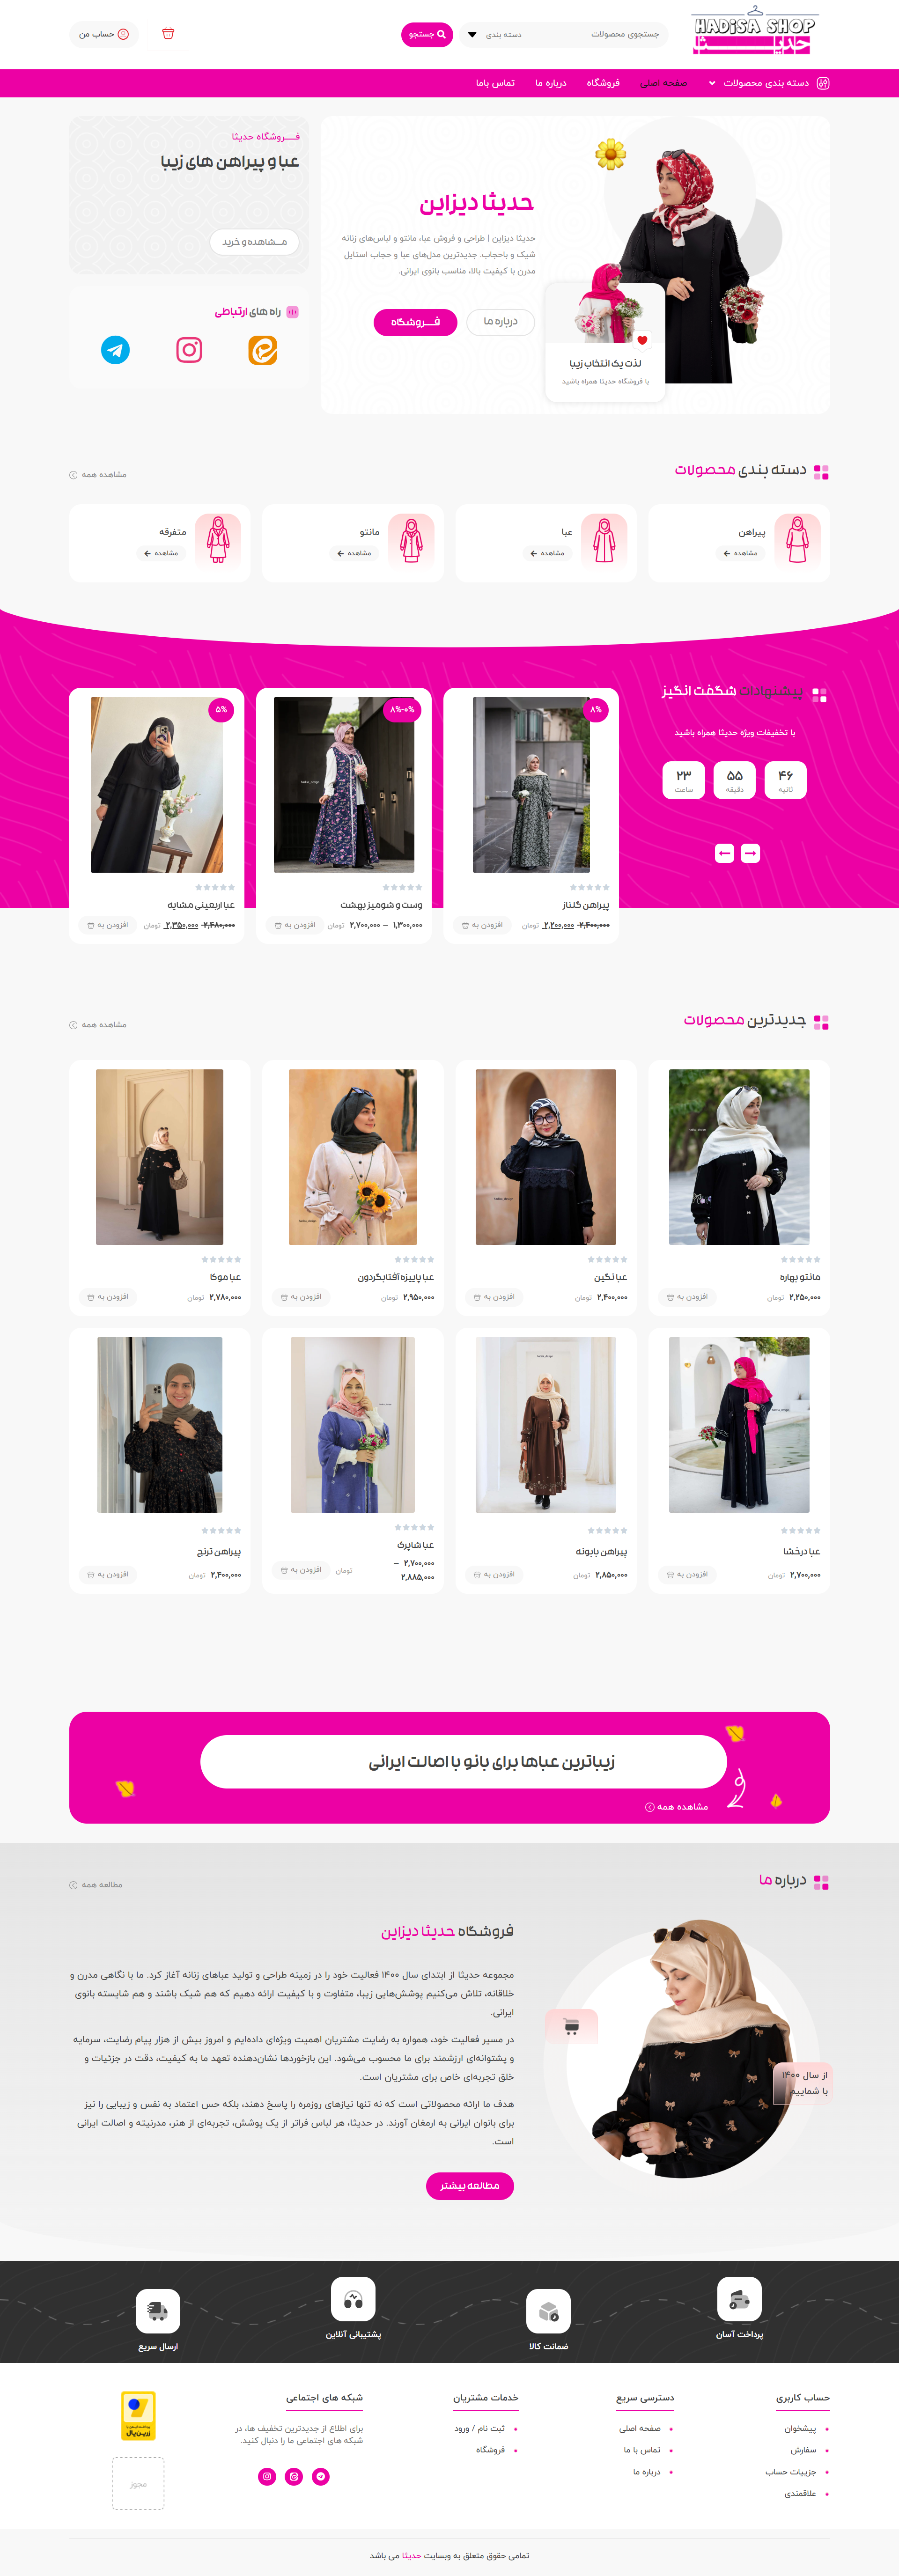 HADISA SHOP
حدیثا
جستجوی محصولات
دسته بندی
جستجو
حساب من
دسته بندی محصولات
صفحه اصلی
فروشگاه
درباره ما
تماس باما
حدیثا دیزاین
حدیثا دیزاین | طراحی و فروش عبا، مانتو و لباس‌های زنانه
شیک و باحجاب. جدیدترین مدل‌های عبا و حجاب استایل
مدرن با کیفیت بالا، مناسب بانوی ایرانی.
درباره ما
فـــروشگاه
لذت یک انتخاب زیبا
با فروشگاه حدیثا همراه باشید
فـــروشگاه حدیثا
عبا و پیراهن های زیبا
مــشاهده و خرید
راه های ارتباطی
دسته بندی محصولات
مشاهده همه
پیراهن
مشاهده
عبا
مشاهده
مانتو
مشاهده
متفرقه
مشاهده
پیشنهادات شگفت انگیز
با تخفیفات ویژه حدیثا همراه باشید
۴۶
ثانیه
۵۵
دقیقه
۲۳
ساعت
۸%
پیراهن گلناز
۲,۴۰۰,۰۰۰ ۲,۲۰۰,۰۰۰ تومان
افزودن به
۸%-۰%
وست و شومیز بهشت
۱,۳۰۰,۰۰۰ – ۲,۷۰۰,۰۰۰ تومان
افزودن به
۵%
عبا اربعینی مشایه
۲,۴۸۰,۰۰۰ ۲,۳۵۰,۰۰۰ تومان
افزودن به
جدیدترین محصولات
مشاهده همه
مانتو بهاره
۲,۲۵۰,۰۰۰ تومان
افزودن به
عبا نگین
۲,۴۰۰,۰۰۰ تومان
افزودن به
عبا پاییزه آفتابگردون
۲,۹۵۰,۰۰۰ تومان
افزودن به
عبا موکا
۲,۷۸۰,۰۰۰ تومان
افزودن به
عبا درخشا
۲,۷۰۰,۰۰۰ تومان
افزودن به
پیراهن بابونه
۲,۸۵۰,۰۰۰ تومان
افزودن به
عبا شاپرک
۲,۷۰۰,۰۰۰ –
۲,۸۸۵,۰۰۰
تومان
افزودن به
پیراهن ترنج
۲,۴۰۰,۰۰۰ تومان
افزودن به
زیباترین عباها برای بانو با اصالت ایرانی
مشاهده همه
درباره ما
مطالعه همه
از سال ۱۴۰۰
با شماییم
فروشگاه حدیثا دیزاین
مجموعه حدیثا از ابتدای سال ۱۴۰۰ فعالیت خود را در زمینه طراحی و تولید عباهای زنانه آغاز کرد. ما با نگاهی مدرن و
خلاقانه، تلاش می‌کنیم پوشش‌هایی زیبا، متفاوت و با کیفیت ارائه دهیم که هم شیک باشند و هم شایسته بانوی
ایرانی.
در مسیر فعالیت خود، همواره به رضایت مشتریان اهمیت ویژه‌ای داده‌ایم و امروز بیش از هزار پیام رضایت، سرمایه
و پشتوانه‌ای ارزشمند برای ما محسوب می‌شود. این بازخوردها نشان‌دهنده تعهد ما به کیفیت، دقت در جزئیات و
خلق تجربه‌ای خاص برای مشتریان است.
هدف ما ارائه محصولاتی است که نه تنها نیازهای روزمره را پاسخ دهند، بلکه حس اعتماد به نفس و زیبایی را نیز
برای بانوان ایرانی به ارمغان آورند. در حدیثا، هر لباس فراتر از یک پوشش، تجربه‌ای از هنر، مدرنیته و اصالت ایرانی
است.
مطالعه بیشتر
پرداخت آسان
ضمانت کالا
پشتیبانی آنلاین
ارسال سریع
حساب کاربری
پیشخوان
سفارش
جزییات حساب
علاقمندی
دسترسی سریع
صفحه اصلی
تماس با ما
درباره ما
خدمات مشتریان
ثبت نام / ورود
فروشگاه
شبکه های اجتماعی
برای اطلاع از جدیدترین تخفیف ها، در
شبکه های اجتماعی ما را دنبال کنید.
زرین‌پال
مجوز
تمامی حقوق متعلق به وبسایت حدیثا می باشد